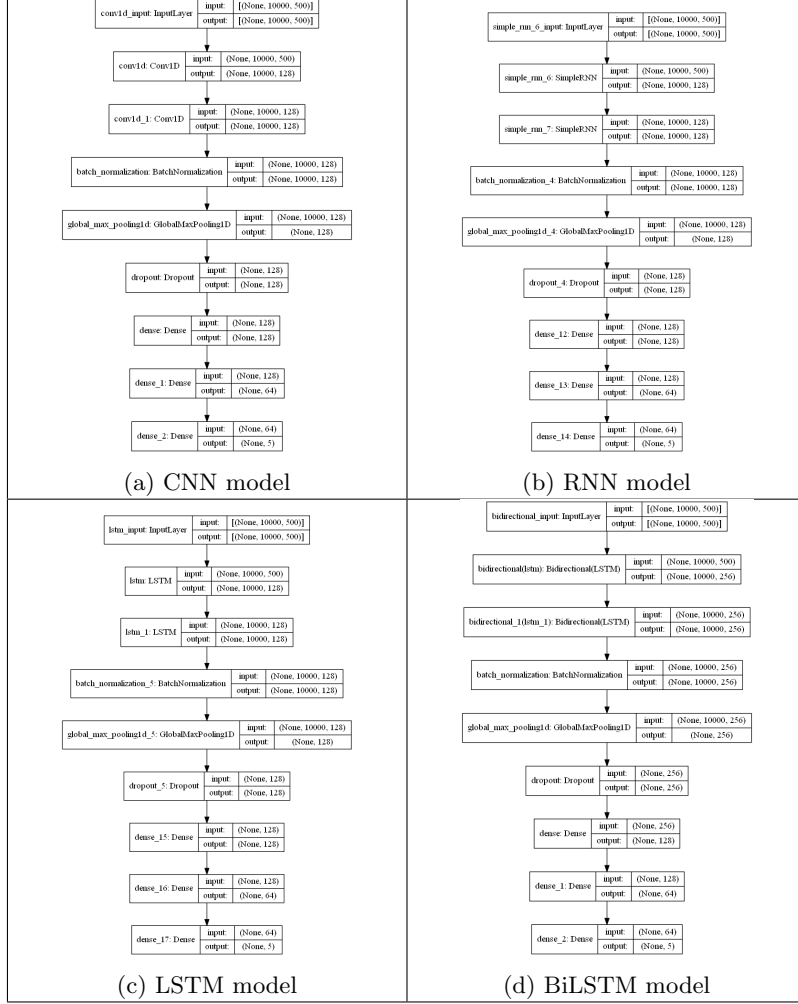 conv1d_input: InputLayer input: [(None, 10000, 500)]
output: [(None, 10000, 500)]
conv1d: Conv1D input: (None, 10000, 500)
output: (None, 10000, 128)
conv1d_1: Conv1D input: (None, 10000, 128)
output: (None, 10000, 128)
batch_normalization: BatchNormalization input: (None, 10000, 128)
output: (None, 10000, 128)
global_max_pooling1d: GlobalMaxPooling1D input: (None, 10000, 128)
output: (None, 128)
dropout: Dropout input: (None, 128)
output: (None, 128)
dense: Dense input: (None, 128)
output: (None, 128)
dense_1: Dense input: (None, 128)
output: (None, 64)
dense_2: Dense input: (None, 64)
output: (None, 5)
(a) CNN model
simple_rnn_6_input: InputLayer input: [(None, 10000, 500)]
output: [(None, 10000, 500)]
simple_rnn_6: SimpleRNN input: (None, 10000, 500)
output: (None, 10000, 128)
simple_rnn_7: SimpleRNN input: (None, 10000, 128)
output: (None, 10000, 128)
batch_normalization_4: BatchNormalization input: (None, 10000, 128)
output: (None, 10000, 128)
global_max_pooling1d_4: GlobalMaxPooling1D input: (None, 10000, 128)
output: (None, 128)
dropout_4: Dropout input: (None, 128)
output: (None, 128)
dense_12: Dense input: (None, 128)
output: (None, 128)
dense_13: Dense input: (None, 128)
output: (None, 64)
dense_14: Dense input: (None, 64)
output: (None, 5)
(b) RNN model
lstm_input: InputLayer input: [(None, 10000, 500)]
output: [(None, 10000, 500)]
lstm: LSTM input: (None, 10000, 500)
output: (None, 10000, 128)
lstm_1: LSTM input: (None, 10000, 128)
output: (None, 10000, 128)
batch_normalization_5: BatchNormalization input: (None, 10000, 128)
output: (None, 10000, 128)
global_max_pooling1d_5: GlobalMaxPooling1D input: (None, 10000, 128)
output: (None, 128)
dropout_5: Dropout input: (None, 128)
output: (None, 128)
dense_15: Dense input: (None, 128)
output: (None, 128)
dense_16: Dense input: (None, 128)
output: (None, 64)
dense_17: Dense input: (None, 64)
output: (None, 5)
(c) LSTM model
bidirectional_input: InputLayer input: [(None, 10000, 500)]
output: [(None, 10000, 500)]
bidirectional(lstm): Bidirectional(LSTM) input: (None, 10000, 500)
output: (None, 10000, 256)
bidirectional_1(lstm_1): Bidirectional(LSTM) input: (None, 10000, 256)
output: (None, 10000, 256)
batch_normalization: BatchNormalization input: (None, 10000, 256)
output: (None, 10000, 256)
global_max_pooling1d: GlobalMaxPooling1D input: (None, 10000, 256)
output: (None, 256)
dropout: Dropout input: (None, 256)
output: (None, 256)
dense: Dense input: (None, 256)
output: (None, 128)
dense_1: Dense input: (None, 128)
output: (None, 64)
dense_2: Dense input: (None, 64)
output: (None, 5)
(d) BiLSTM model